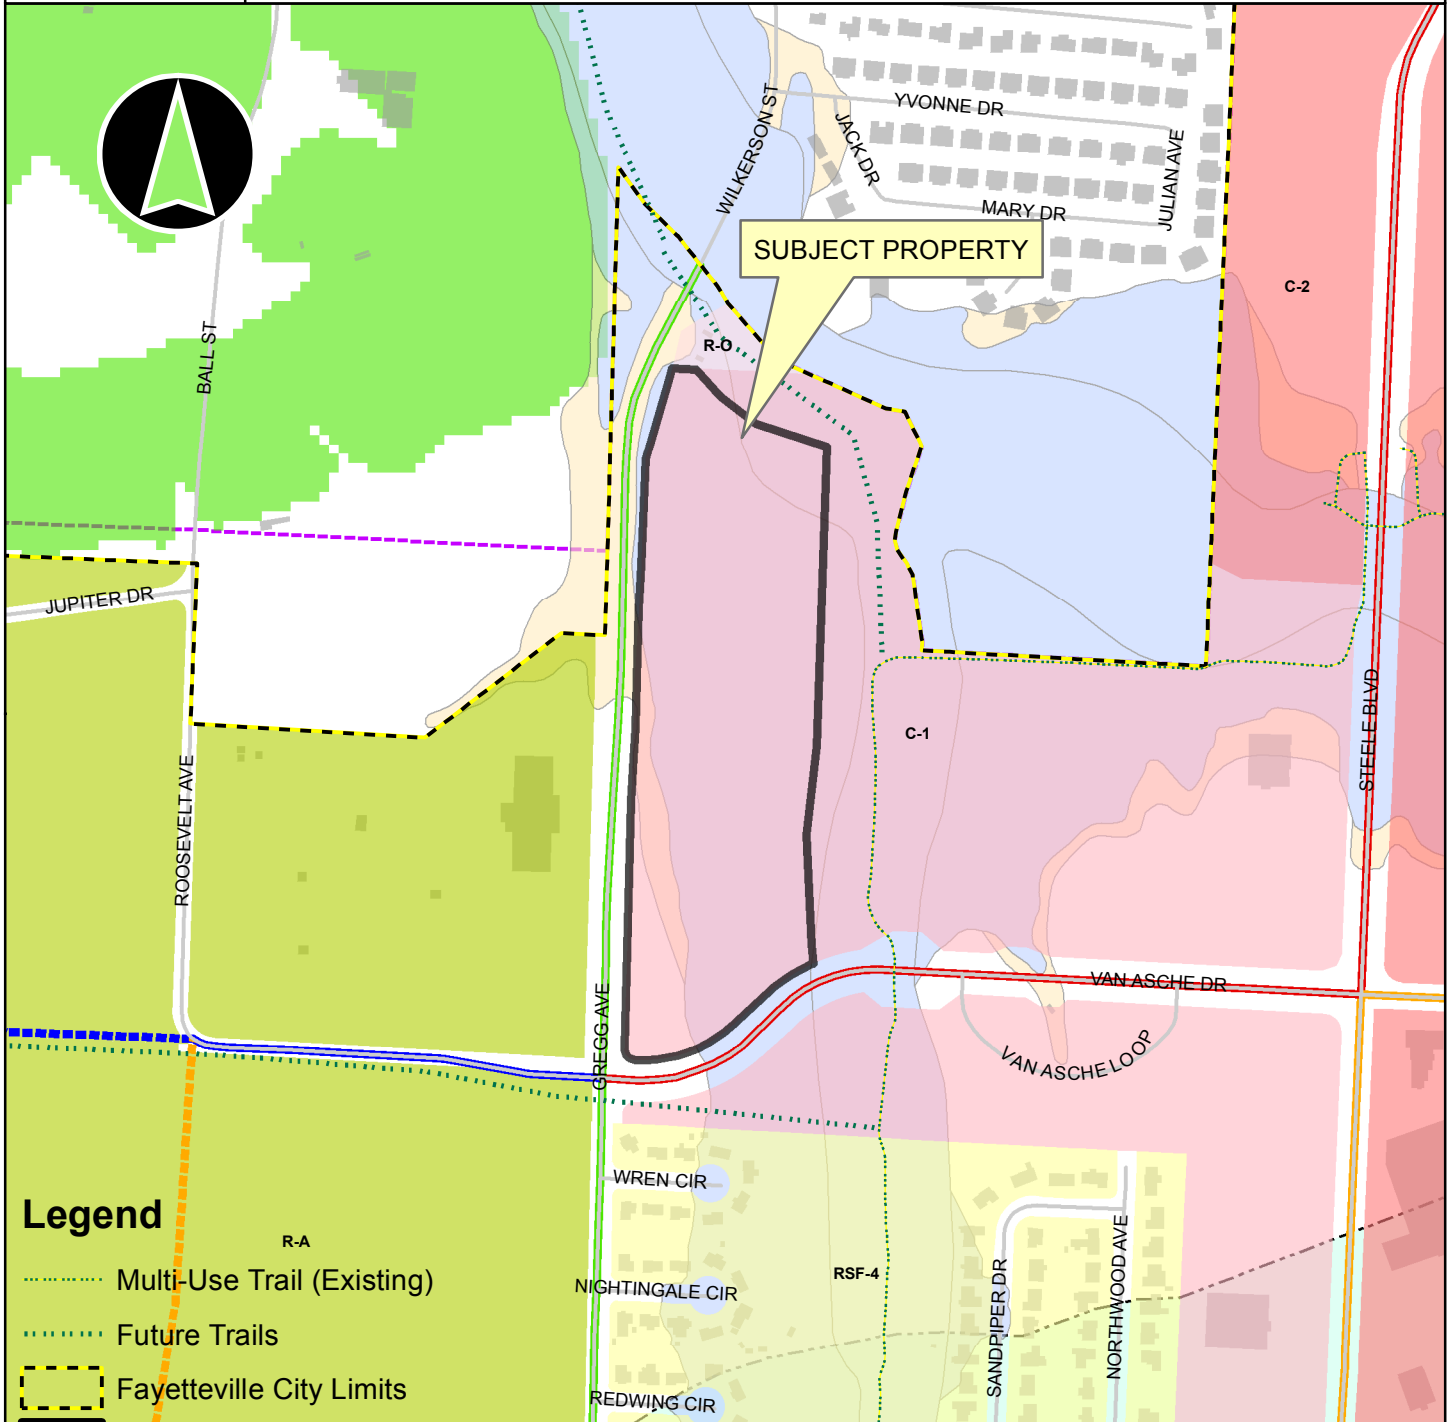 YVONNE DR
WILKERSON ST
JACK DR
JULIAN AVE
MARY DR
SUBJECT PROPERTY
C-2
R-O
BALL ST
JUPITER DR
C-1
STEELE BLVD
ROOSEVELT AVE
VAN ASCHE DR
GREGG AVE
VAN ASCHE LOOP
WREN CIR
Legend
R-A
Multi-Use Trail (Existing)
RSF-4
NIGHTINGALE CIR
SANDPIPER DR
NORTHWOOD AVE
Future Trails
Fayetteville City Limits
REDWING CIR